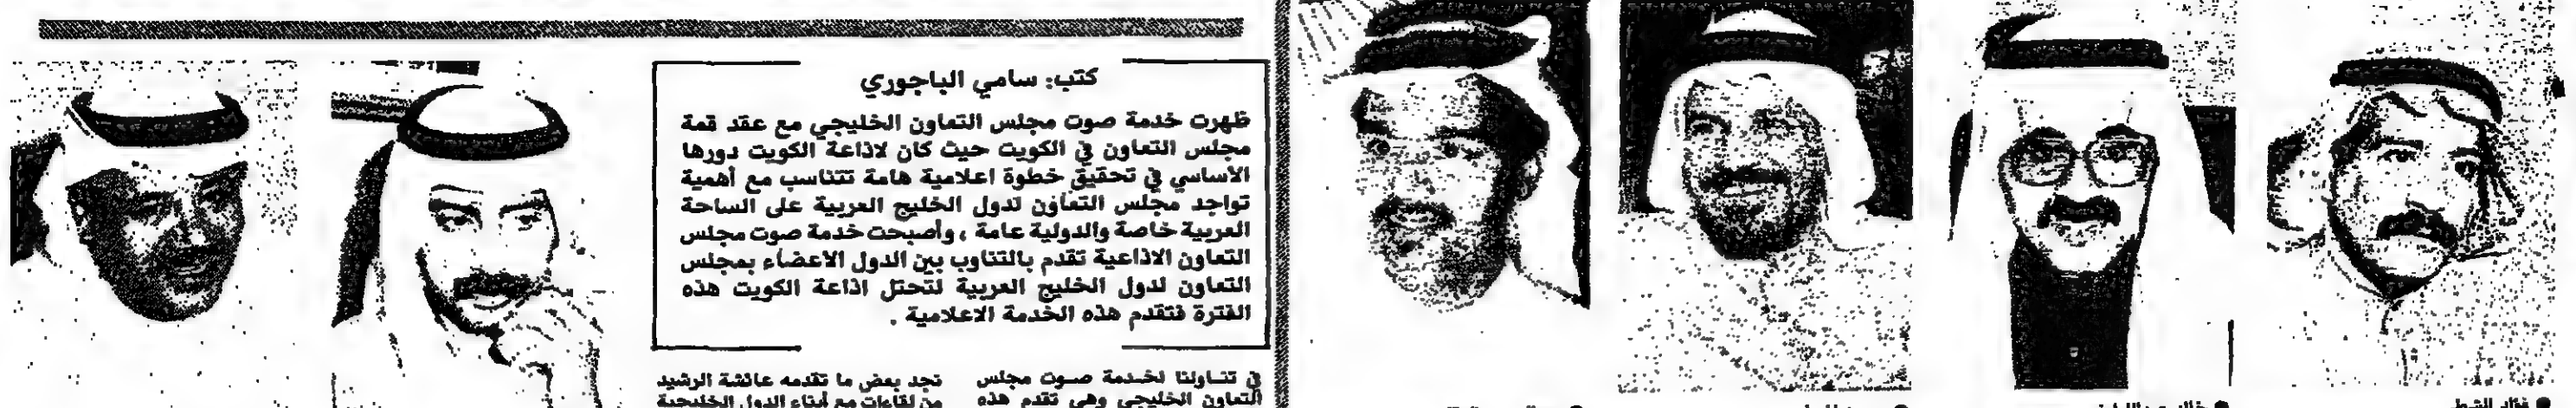 كتب: سامي الباجوري
ظهرت خدمة صوت مجلس التعاون الخليجي مع عقد قمة
مجلس التعاون في الكويت حيث كان لاذاعة الكويت دورها
الأساسي في تحقيق خطوة اعلامية هامة تتناسب مع أهمية
تواجد مجلس التعاون لدول الخليج العربية على الساحة
العربية خاصة والدولية عامة ، وأصبحت خدمة صوت مجلس
التعاون الاذاعية تقدم بالتناوب بين الدول الاعضاء بمجلس
التعاون لدول الخليج العربية لتحتل اذاعة الكويت هذه
الفترة فتقدم هذه الخدمة الاعلامية .
في تناولنا لخدمة صوت مجلس
التعاون الخليجي وهي تقدم هذه
نجد بعض ما تقدمه عائشة الرشيد
من لقاءات مع أبناء الدول الخليجية
● فؤاد الشطي